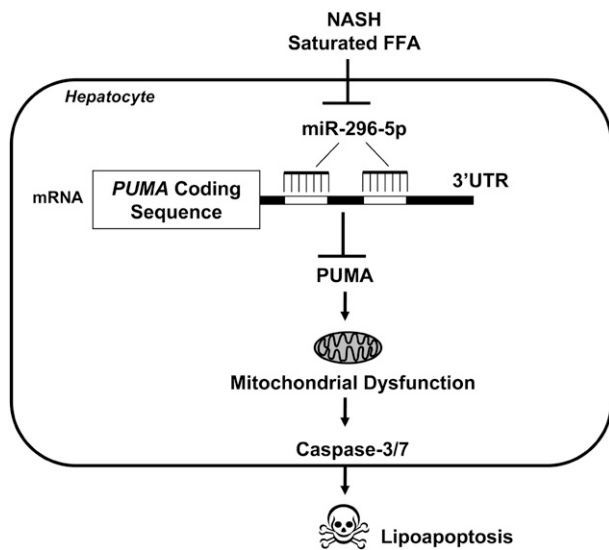 NASH
Saturated FFA
Hepatocyte
miR-296-5p
mRNA
PUMA Coding
Sequence
3'UTR
PUMA
Mitochondrial Dysfunction
Caspase-3/7
Lipoapoptosis